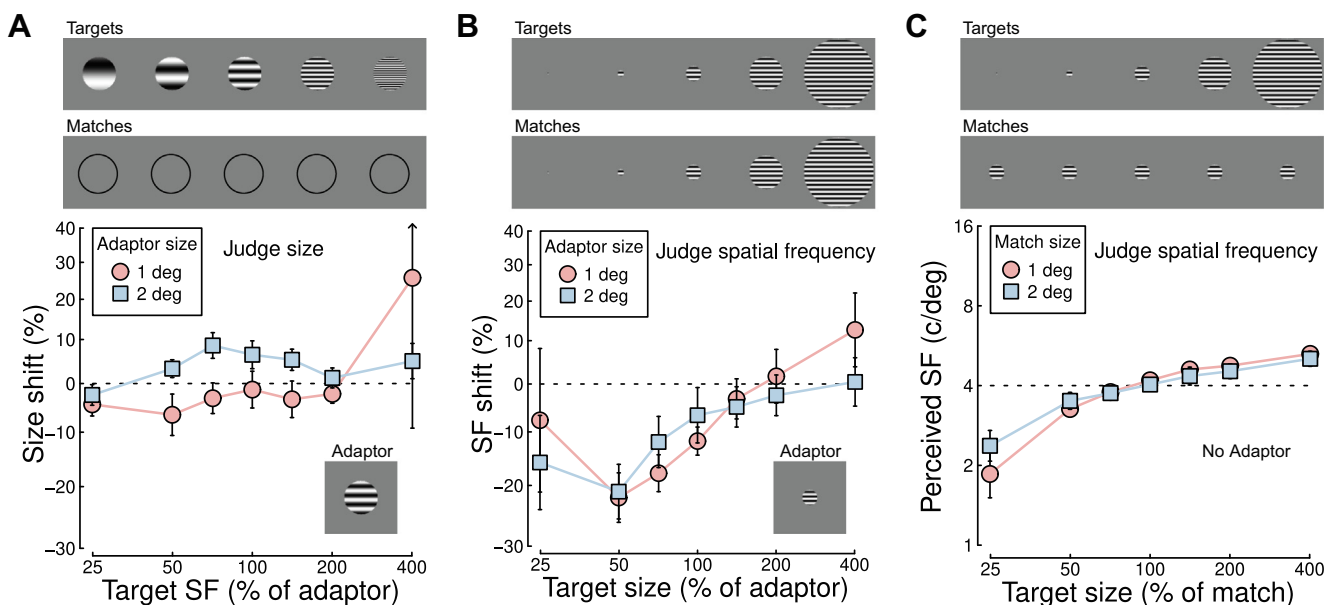 A
Targets
Matches
40
30
20
10
0
-10
-20
-30
Size shift (%)
Adaptor size
1 deg
2 deg
Judge size
Adaptor
25
50
100
200
400
Target SF (% of adaptor)
B
Targets
Matches
40
30
20
10
0
-10
-20
-30
SF shift (%)
Adaptor size
1 deg
2 deg
Judge spatial frequency
Adaptor
25
50
100
200
400
Target size (% of adaptor)
C
Targets
Matches
16
8
4
2
1
Perceived SF (c/deg)
Match size
1 deg
2 deg
Judge spatial frequency
No Adaptor
25
50
100
200
400
Target size (% of match)